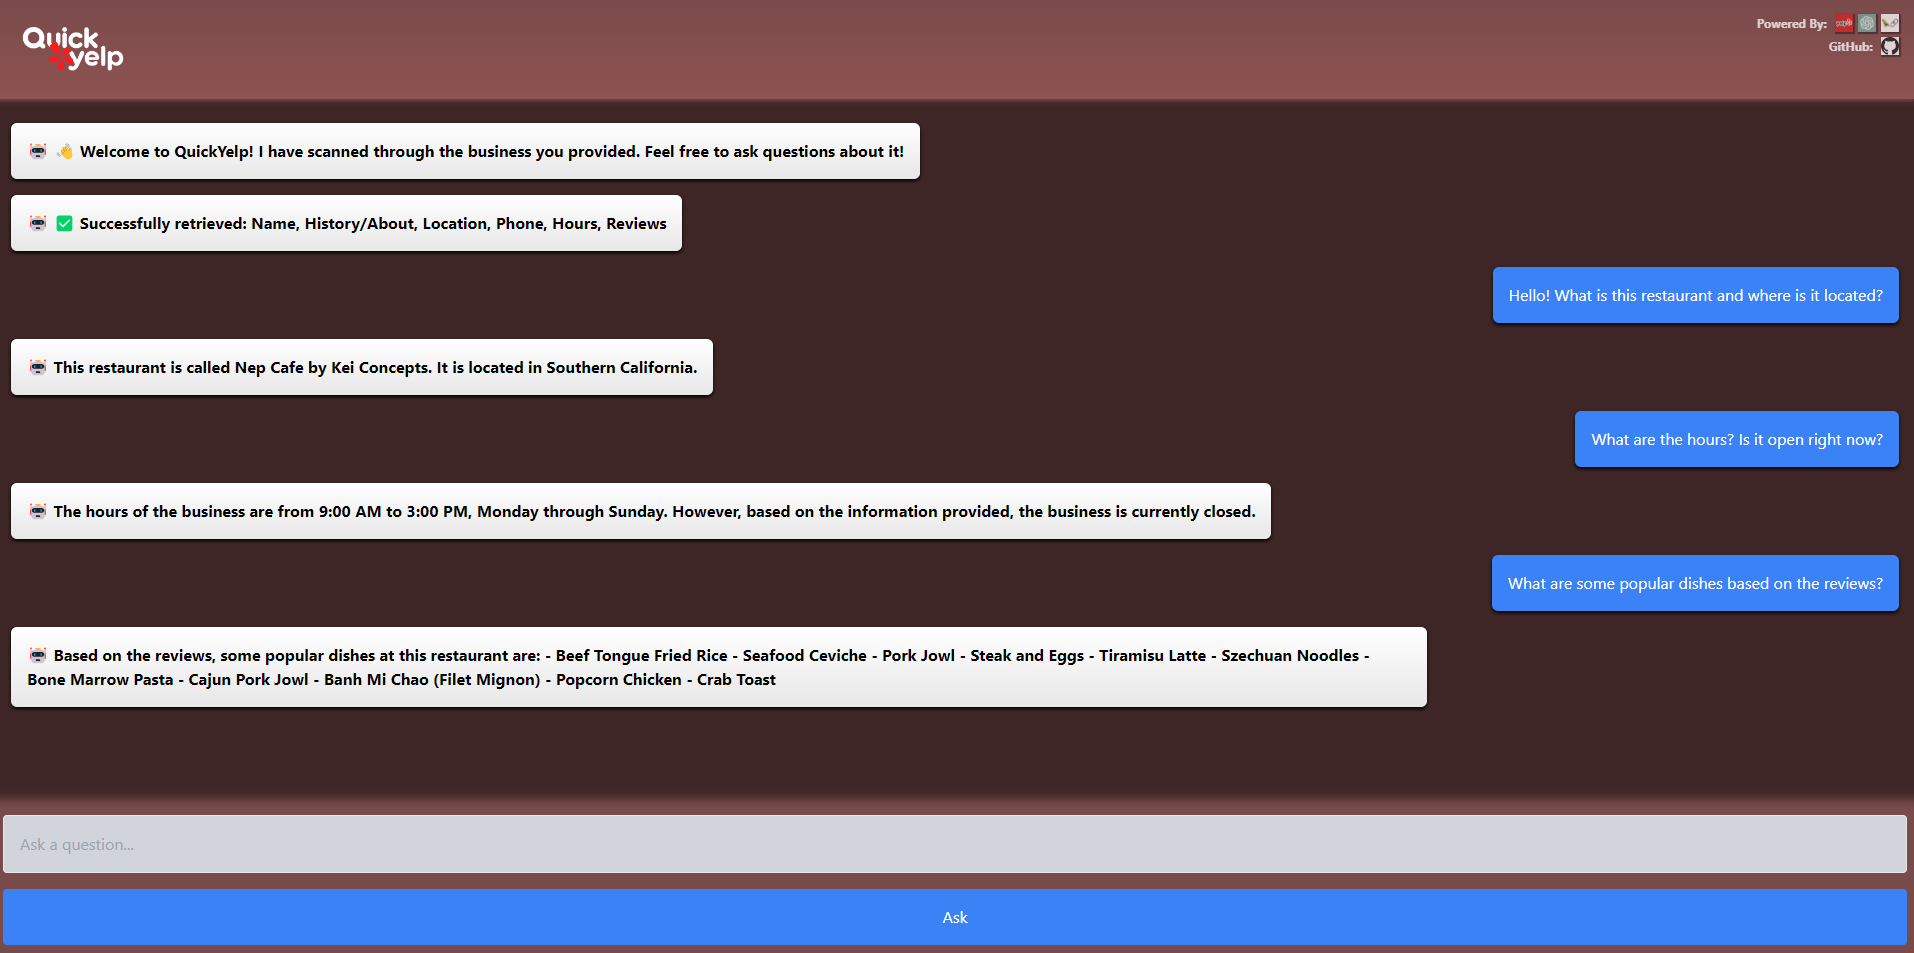 Quick
yelp
Powered By:
GitHub:
Welcome to QuickYelp! I have scanned through the business you provided. Feel free to ask questions about it!
Successfully retrieved: Name, History/About, Location, Phone, Hours, Reviews
Hello! What is this restaurant and where is it located?
This restaurant is called Nep Cafe by Kei Concepts. It is located in Southern California.
What are the hours? Is it open right now?
The hours of the business are from 9:00 AM to 3:00 PM, Monday through Sunday. However, based on the information provided, the business is currently closed.
What are some popular dishes based on the reviews?
Based on the reviews, some popular dishes at this restaurant are: - Beef Tongue Fried Rice - Seafood Ceviche - Pork Jowl - Steak and Eggs - Tiramisu Latte - Szechuan Noodles -
Bone Marrow Pasta - Cajun Pork Jowl - Banh Mi Chao (Filet Mignon) - Popcorn Chicken - Crab Toast
Ask a question...
Ask